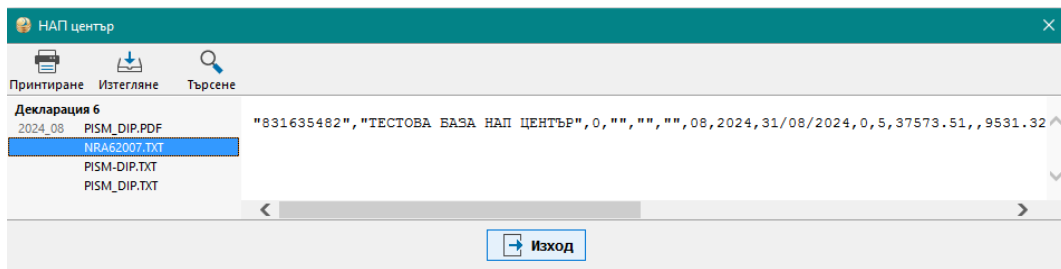 НАП център
Принтиране Изтегляне Търсене
Декларация 6
2024_08 PISM_DIP.PDF
NRA62007.TXT
PISM-DIP.TXT
PISM_DIP.TXT
"831635482","ТЕСТОВА БАЗА НАП ЦЕНТЪР",0,"","","",08,2024,31/08/2024,0,5,37573.51,,9531.32
Изход